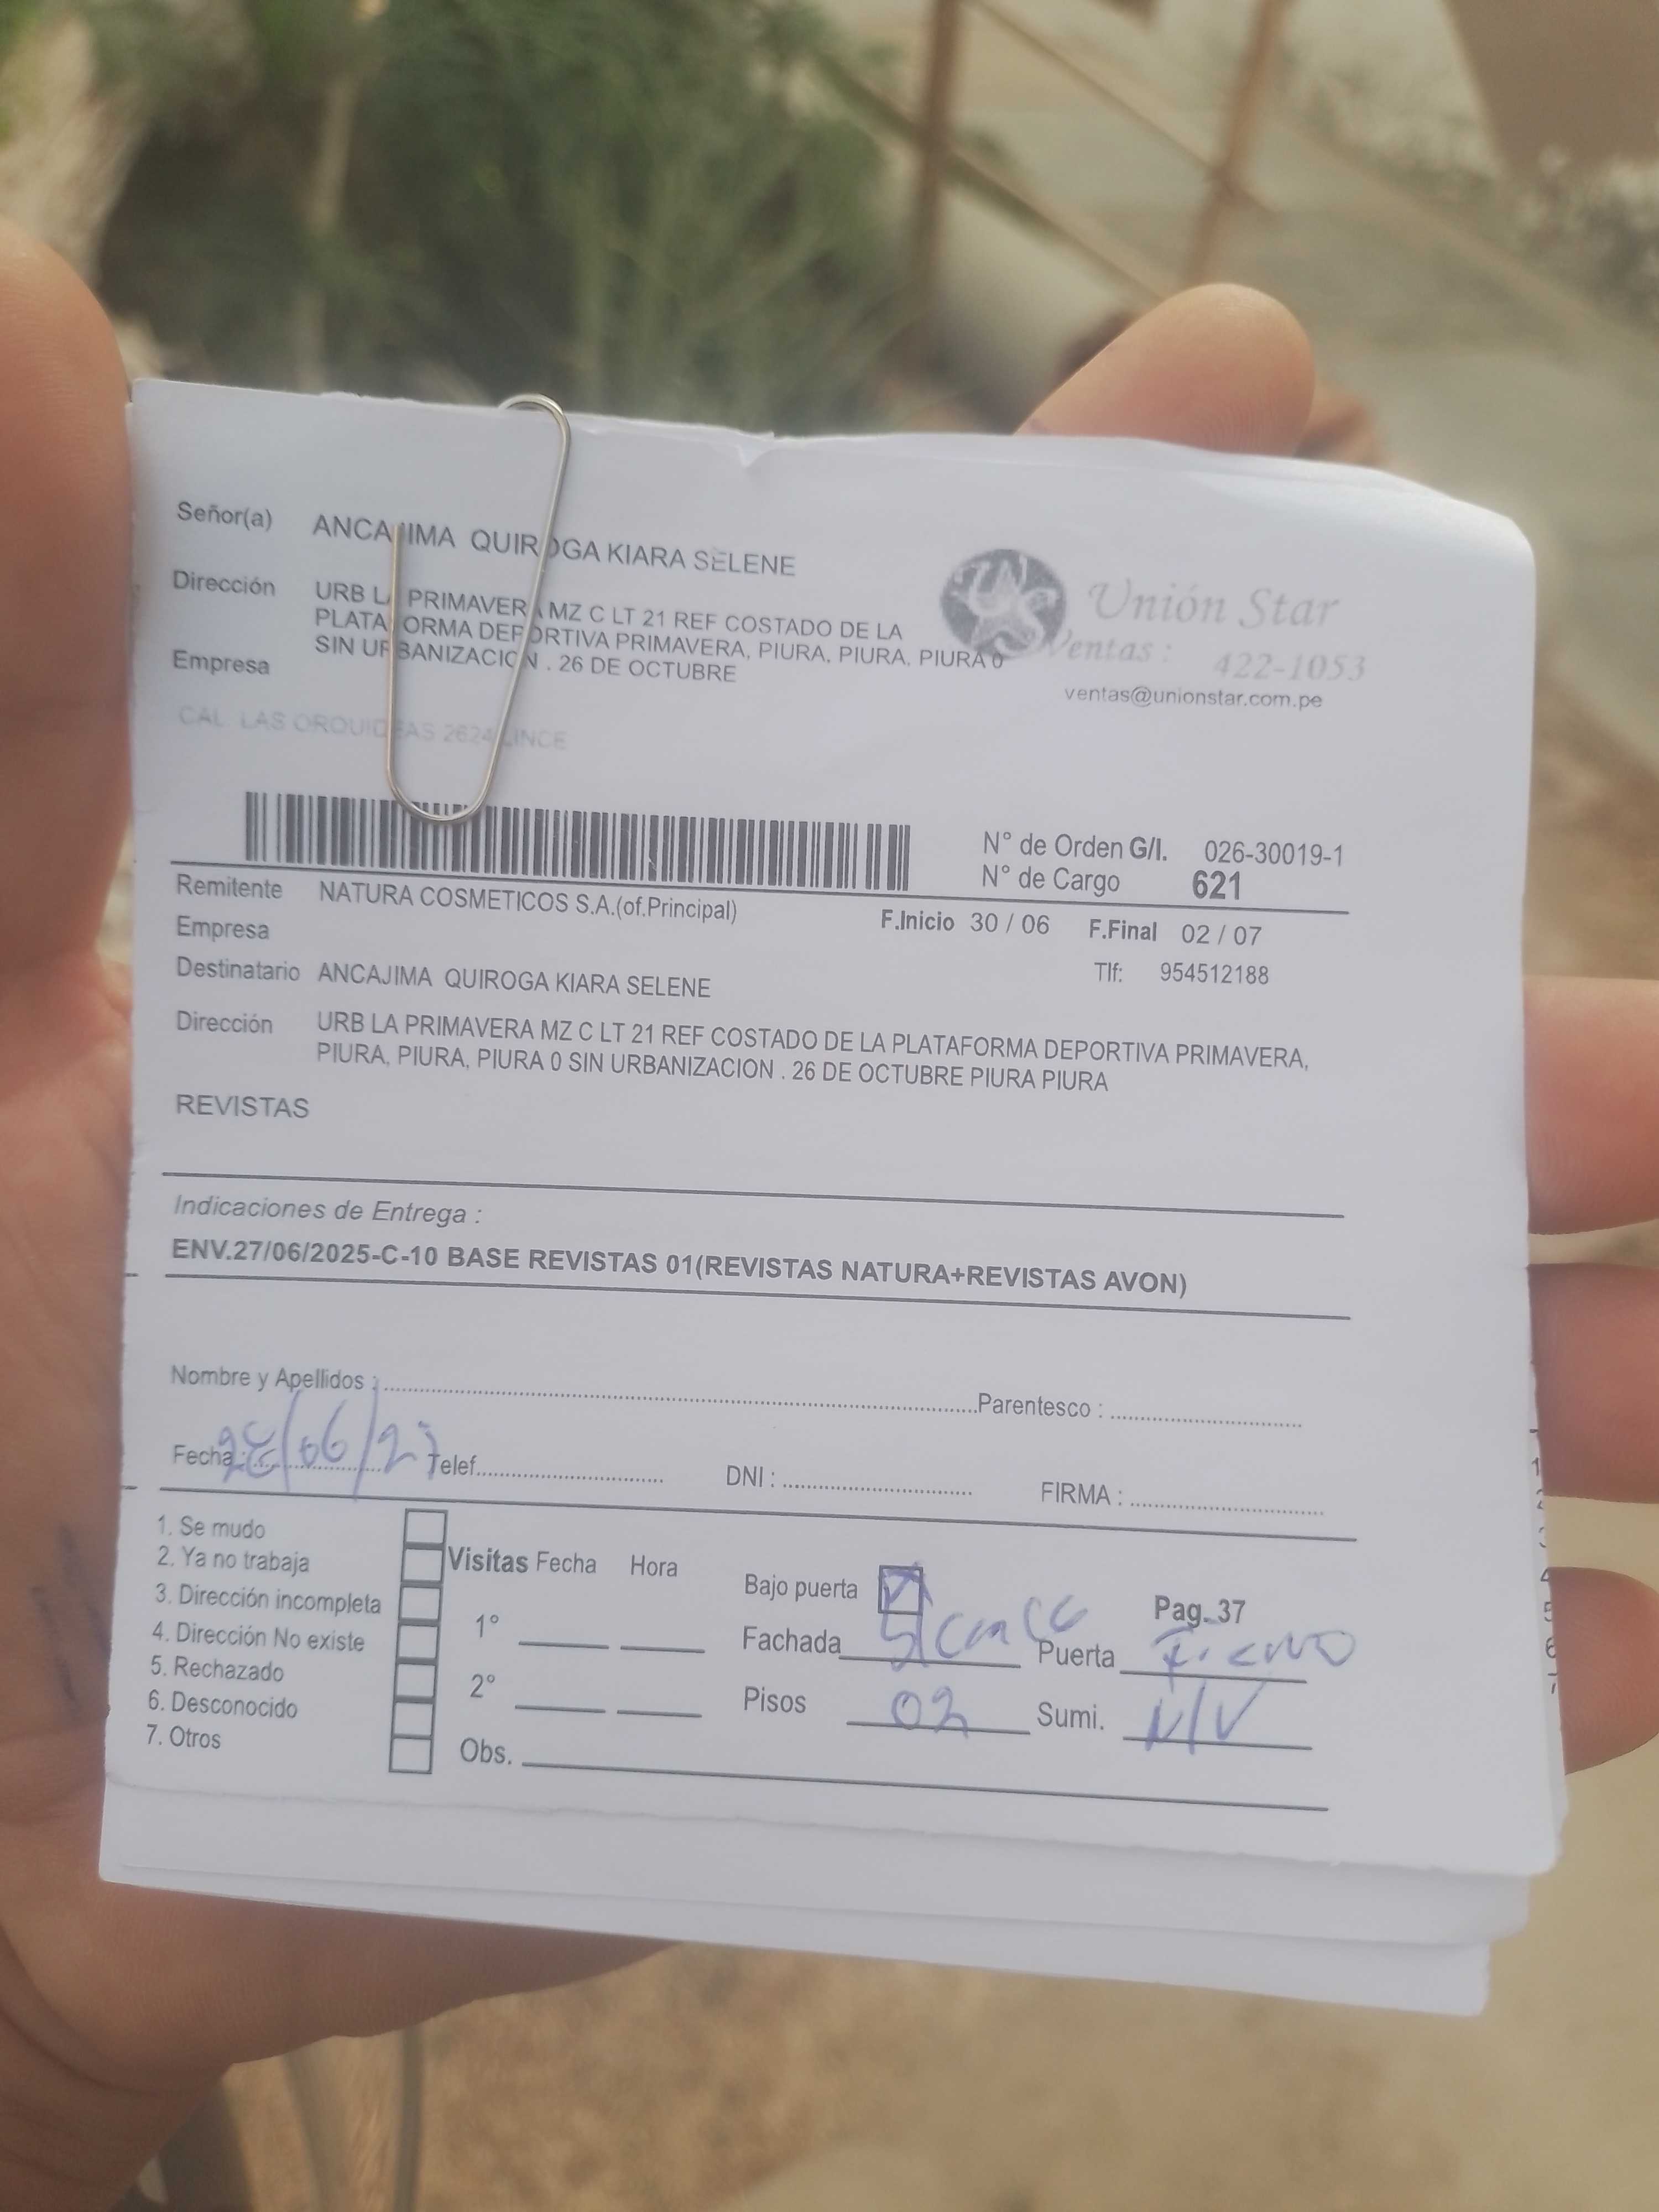 Señor(a) ANCAJIMA QUIROGA KIARA SELENE
Dirección URB LA PRIMAVERA MZ C LT 21 REF COSTADO DE LA
PLATAFORMA DEPORTIVA PRIMAVERA, PIURA, PIURA, PIURA 0
SIN URBANIZACION . 26 DE OCTUBRE
Empresa
Unión Star
Ventas : 422-1053
ventas@unionstar.com.pe
CAL. LAS ORQUIDEAS 2624 LINCE
N° de Orden G/I. 026-30019-1
N° de Cargo 621
Remitente NATURA COSMETICOS S.A.(of.Principal)
F.Inicio 30 / 06 F.Final 02 / 07
Empresa
Destinatario ANCAJIMA QUIROGA KIARA SELENE
Tlf: 954512188
Dirección URB LA PRIMAVERA MZ C LT 21 REF COSTADO DE LA PLATAFORMA DEPORTIVA PRIMAVERA,
PIURA, PIURA, PIURA 0 SIN URBANIZACION . 26 DE OCTUBRE PIURA PIURA
REVISTAS
Indicaciones de Entrega :
ENV.27/06/2025-C-10 BASE REVISTAS 01(REVISTAS NATURA+REVISTAS AVON)
Nombre y Apellidos : Parentesco :
Fecha : Telef. DNI : FIRMA :
1. Se mudo
2. Ya no trabaja
3. Dirección incompleta
4. Dirección No existe
5. Rechazado
6. Desconocido
7. Otros
Visitas Fecha Hora
1°
2°
Obs.
Bajo puerta Pag. 37
Fachada Puerta
Pisos 02 Sumi. N/V